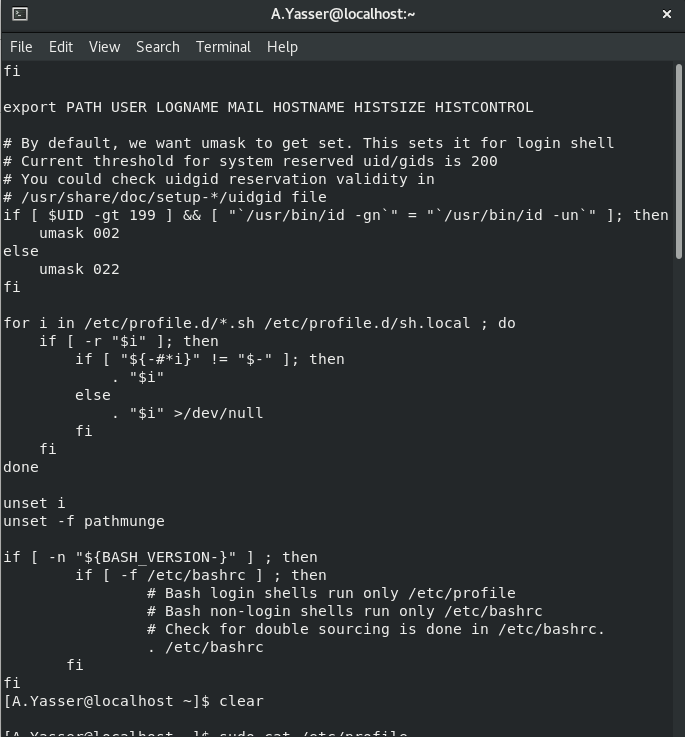 A.Yasser@localhost:~
File Edit View Search Terminal Help
fi
export PATH USER LOGNAME MAIL HOSTNAME HISTSIZE HISTCONTROL
# By default, we want umask to get set. This sets it for login shell
# Current threshold for system reserved uid/gids is 200
# You could check uidgid reservation validity in
# /usr/share/doc/setup-*/uidgid file
if [ $UID -gt 199 ] && [ "`/usr/bin/id -gn`" = "`/usr/bin/id -un`" ]; then
    umask 002
else
    umask 022
fi
for i in /etc/profile.d/*.sh /etc/profile.d/sh.local ; do
    if [ -r "$i" ]; then
        if [ "${-#*i}" != "$-" ]; then
            . "$i"
        else
            . "$i" >/dev/null
        fi
    fi
done
unset i
unset -f pathmunge
if [ -n "${BASH_VERSION-}" ] ; then
        if [ -f /etc/bashrc ] ; then
                # Bash login shells run only /etc/profile
                # Bash non-login shells run only /etc/bashrc
                # Check for double sourcing is done in /etc/bashrc.
                . /etc/bashrc
       fi
fi
[A.Yasser@localhost ~]$ clear
[A.Yasser@localhost ~]$ sudo cat /etc/profile